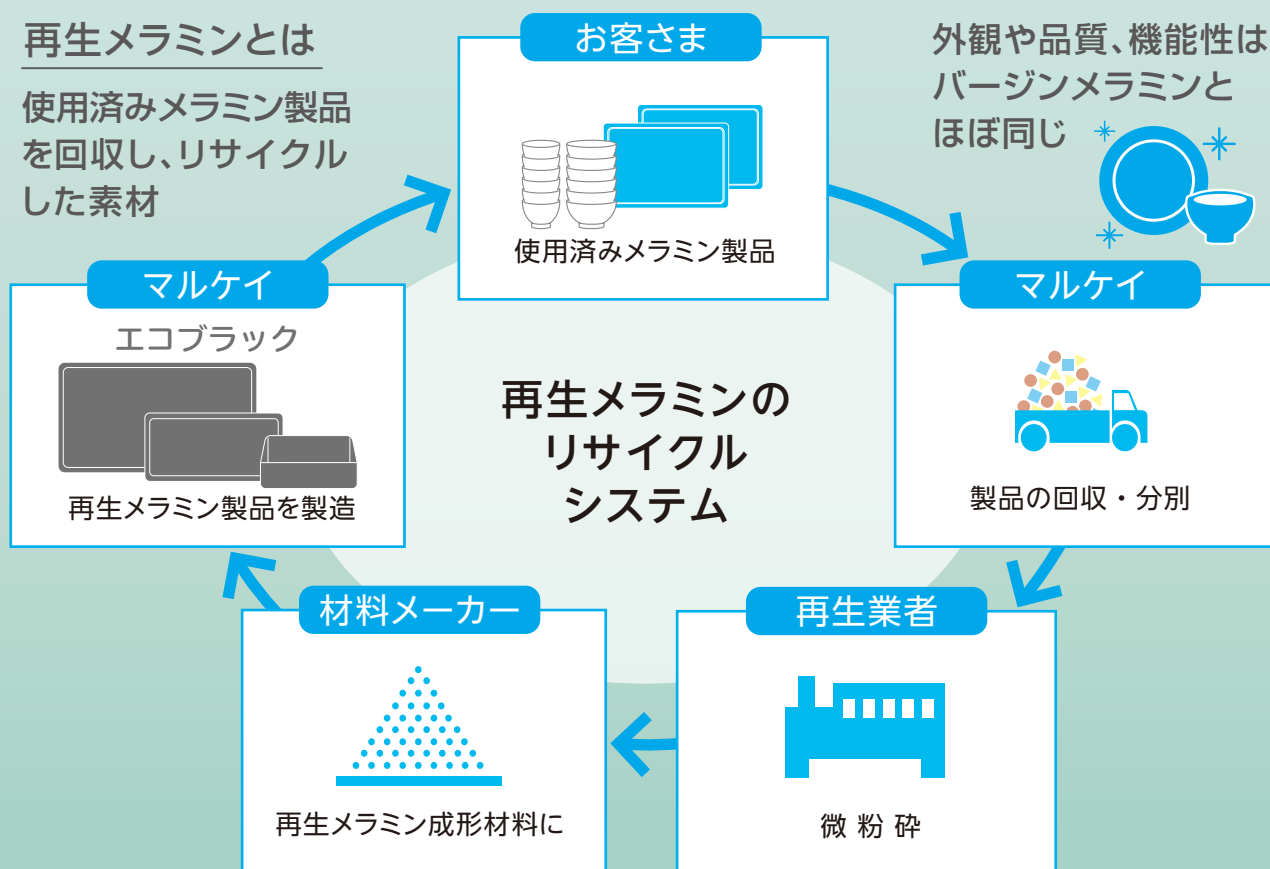 再生メラミンとは
使用済みメラミン製品
を回収し、リサイクル
した素材
お客さま
使用済みメラミン製品
外観や品質、機能性は
バージンメラミンと
ほぼ同じ
マルケイ
製品の回収・分別
再生業者
微粉砕
材料メーカー
再生メラミン成形材料に
マルケイ
エコブラック
再生メラミン製品を製造
再生メラミンの
リサイクル
システム